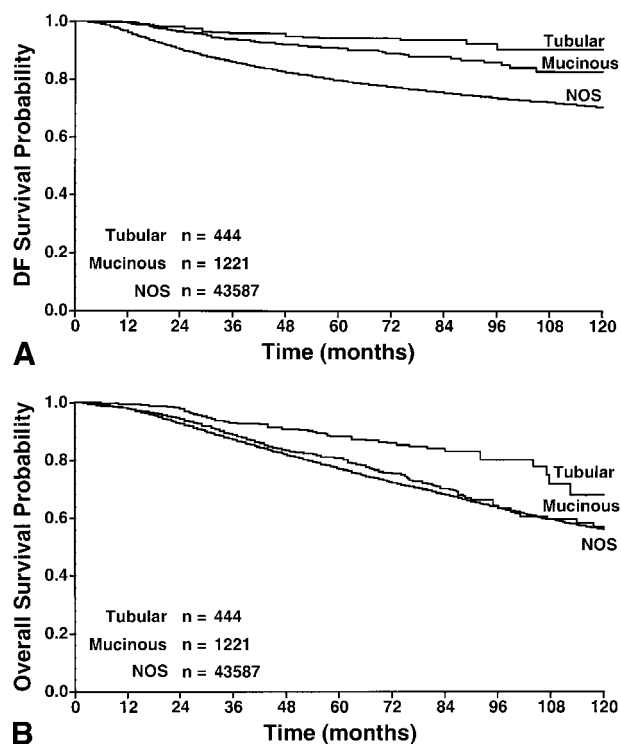 1.0
0.8
0.6
0.4
0.2
0.0
DF Survival Probability
Tubular
Mucinous
NOS
Tubular n = 444
Mucinous n = 1221
NOS n = 43587
0 12 24 36 48 60 72 84 96 108 120
Time (months)
A
1.0
0.8
0.6
0.4
0.2
0.0
Overall Survival Probability
Tubular
Mucinous
NOS
Tubular n = 444
Mucinous n = 1221
NOS n = 43587
0 12 24 36 48 60 72 84 96 108 120
Time (months)
B